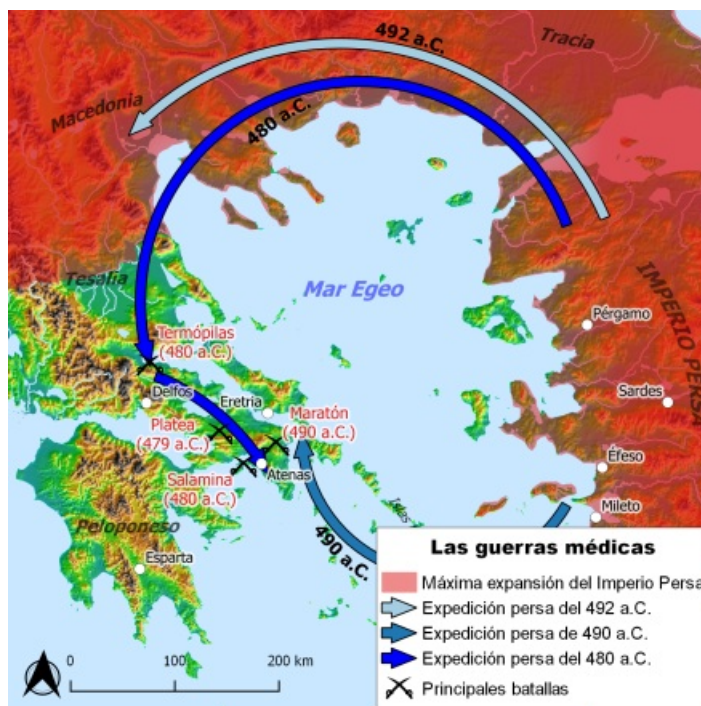 492 a.C.
Tracia
Macedonia
480 a.C.
Mar Egeo
Tesalia
IMPERIO PERSA
Pérgamo
Termópilas
(480 a.C.)
Delfos
Eretria
Maratón
(490 a.C.)
Sardes
Platea
(479 a.C.)
Salamina
(480 a.C.)
Atenas
Éfeso
Mileto
Islas
Peloponeso
490 a.C.
Esparta
Las guerras médicas
Máxima expansión del Imperio Persa
Expedición persa del 492 a.C.
Expedición persa de 490 a.C.
Expedición persa del 480 a.C.
Principales batallas
0 100 200 km